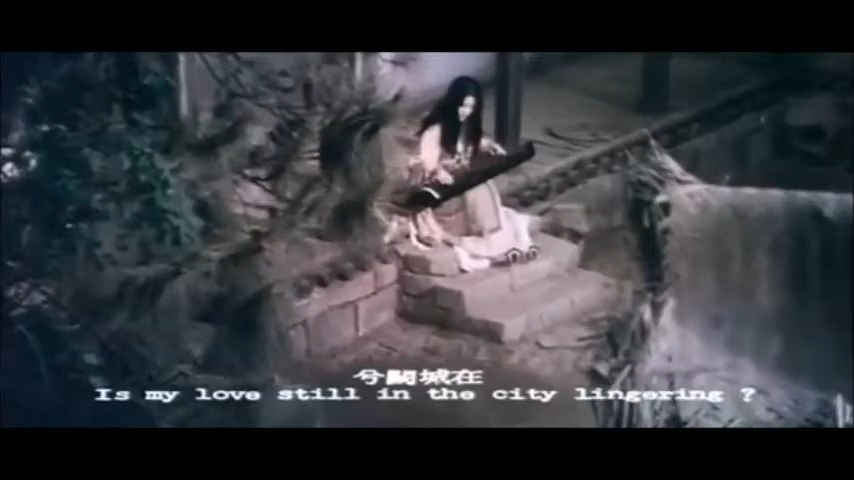 在城闕兮
Is my love still in the city lingering ?